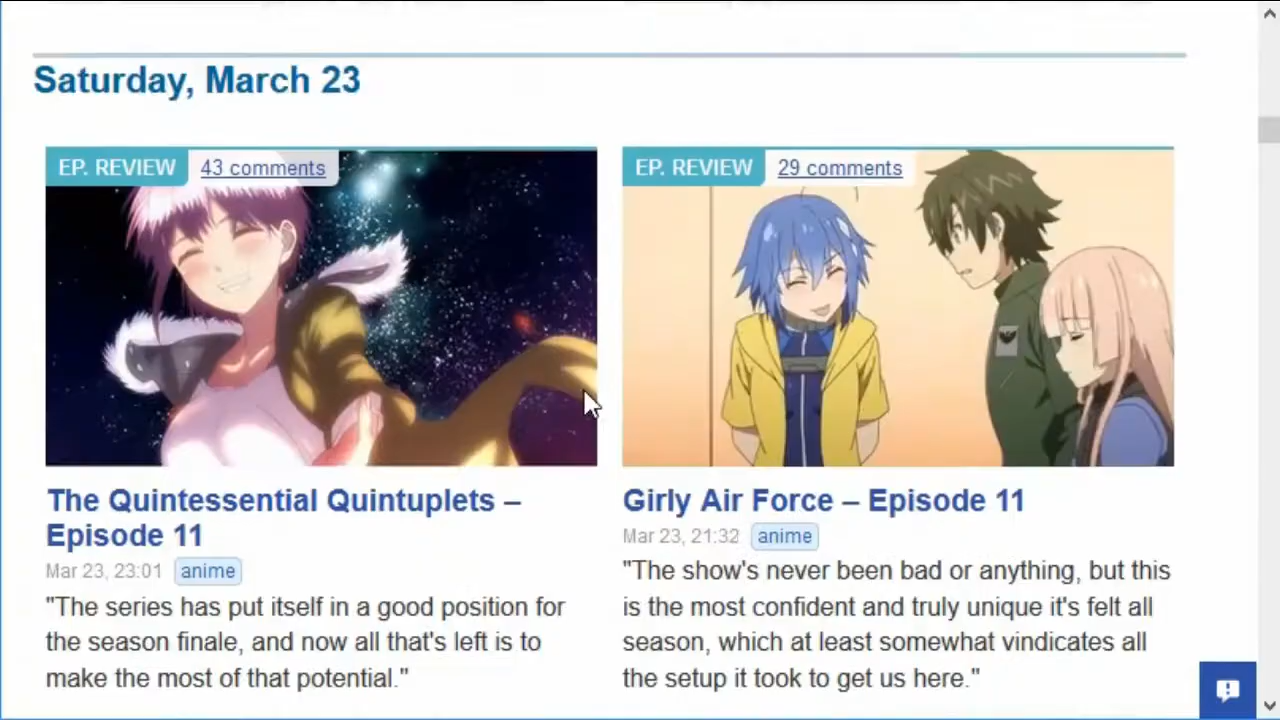 Saturday, March 23
EP. REVIEW 43 comments
The Quintessential Quintuplets –
Episode 11
Mar 23, 23:01 anime
"The series has put itself in a good position for
the season finale, and now all that's left is to
make the most of that potential."
EP. REVIEW 29 comments
Girly Air Force – Episode 11
Mar 23, 21:32 anime
"The show's never been bad or anything, but this
is the most confident and truly unique it's felt all
season, which at least somewhat vindicates all
the setup it took to get us here."